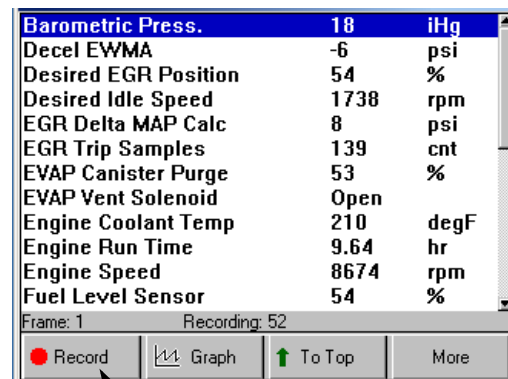 Barometric Press. 18 iHg
Decel EWMA -6 psi
Desired EGR Position 54 %
Desired Idle Speed 1738 rpm
EGR Delta MAP Calc 8 psi
EGR Trip Samples 139 cnt
EVAP Canister Purge 53 %
EVAP Vent Solenoid Open
Engine Coolant Temp 210 degF
Engine Run Time 9.64 hr
Engine Speed 8674 rpm
Fuel Level Sensor 54 %
Frame: 1 Recording: 52
Record Graph To Top More